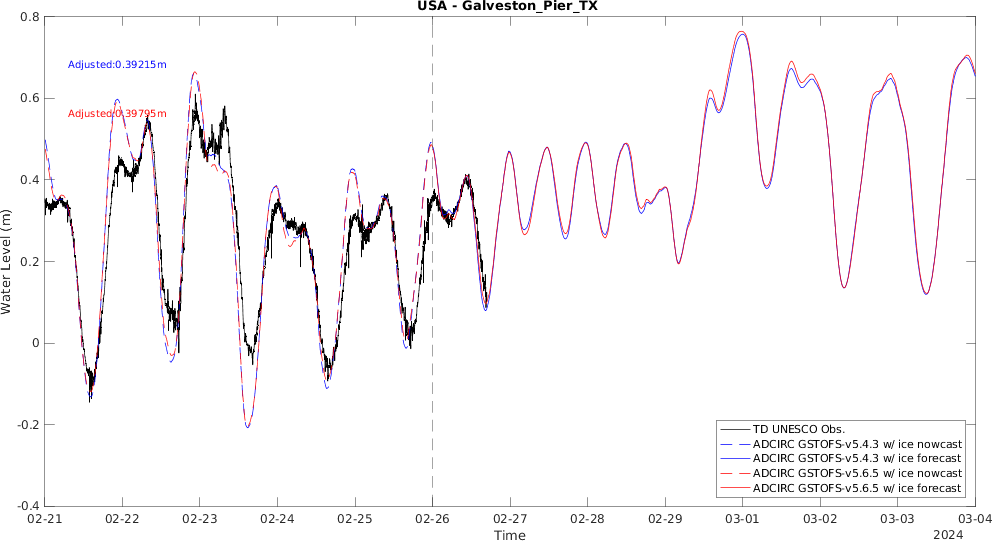 USA - Galveston_Pier_TX
0.8
0.6
0.4
0.2
0
-0.2
-0.4
Water Level (m)
Adjusted:0.39215m
Adjusted:0.39795m
TD UNESCO Obs.
ADCIRC GSTOFS-v5.4.3 w/ ice nowcast
ADCIRC GSTOFS-v5.4.3 w/ ice forecast
ADCIRC GSTOFS-v5.6.5 w/ ice nowcast
ADCIRC GSTOFS-v5.6.5 w/ ice forecast
02-21 02-22 02-23 02-24 02-25 02-26 02-27 02-28 02-29 03-01 03-02 03-03 03-04
Time
2024